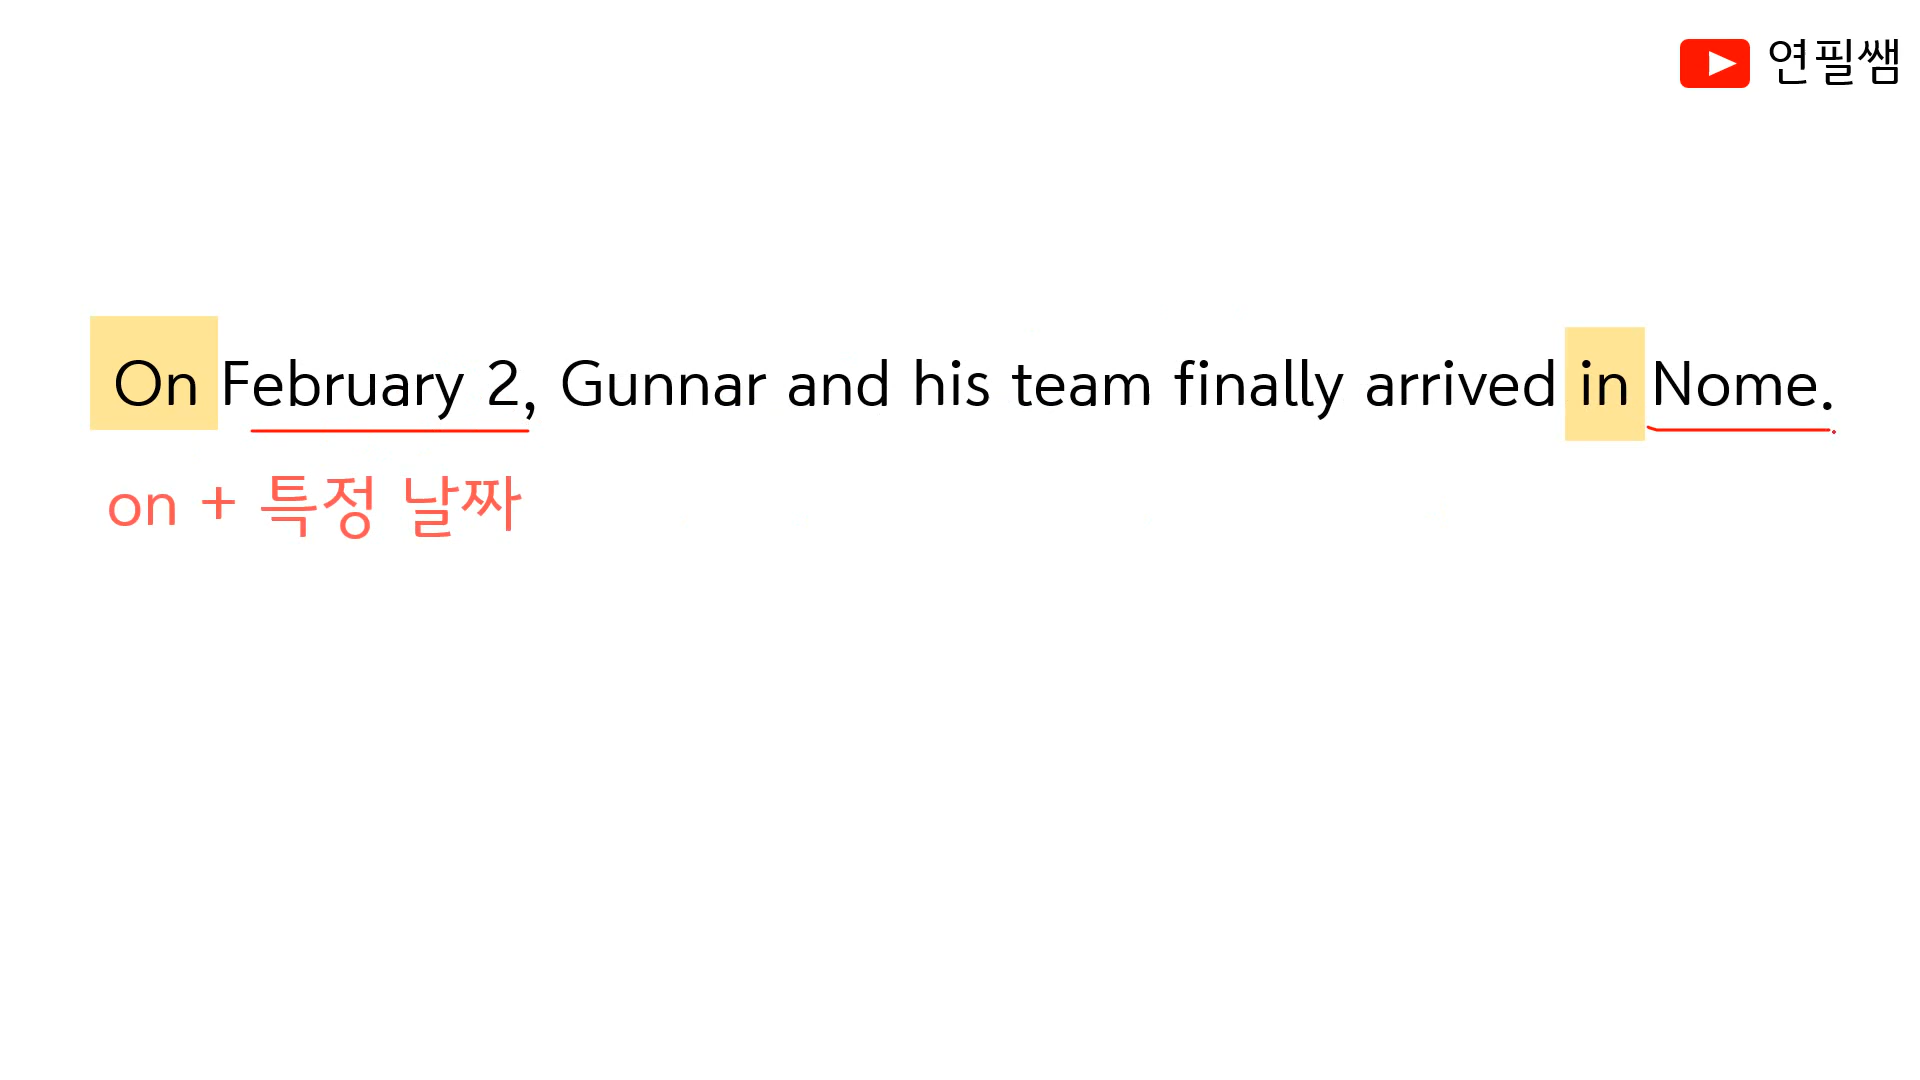 연필쌤
On February 2, Gunnar and his team finally arrived in Nome.
on + 특정 날짜